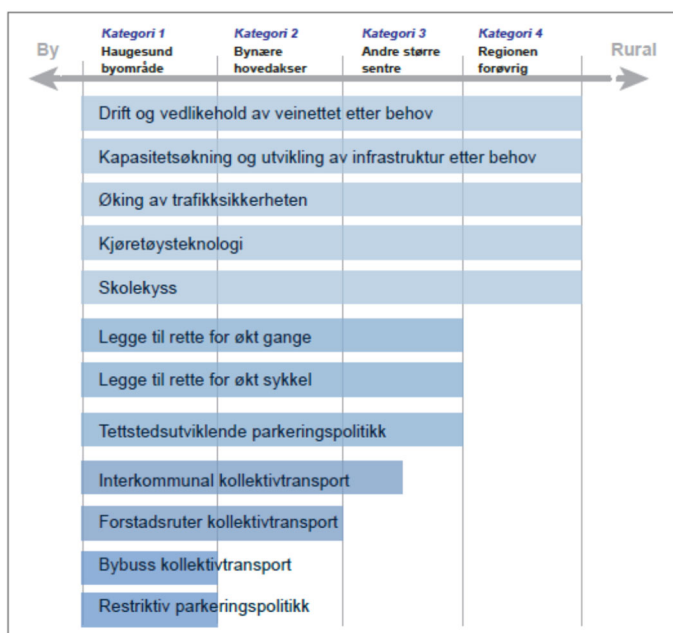 Kategori 1 Kategori 2 Kategori 3 Kategori 4
By Haugesund byområde Bynære hovedakser Andre større sentre Regionen forøvrig Rural
Drift og vedlikehold av veinettet etter behov
Kapasitetsøkning og utvikling av infrastruktur etter behov
Øking av trafikksikkerheten
Kjøretøysteknologi
Skolekyss
Legge til rette for økt gange
Legge til rette for økt sykkel
Tettstedsutviklende parkeringspolitikk
Interkommunal kollektivtransport
Forstadsruter kollektivtransport
Bybuss kollektivtransport
Restriktiv parkeringspolitikk